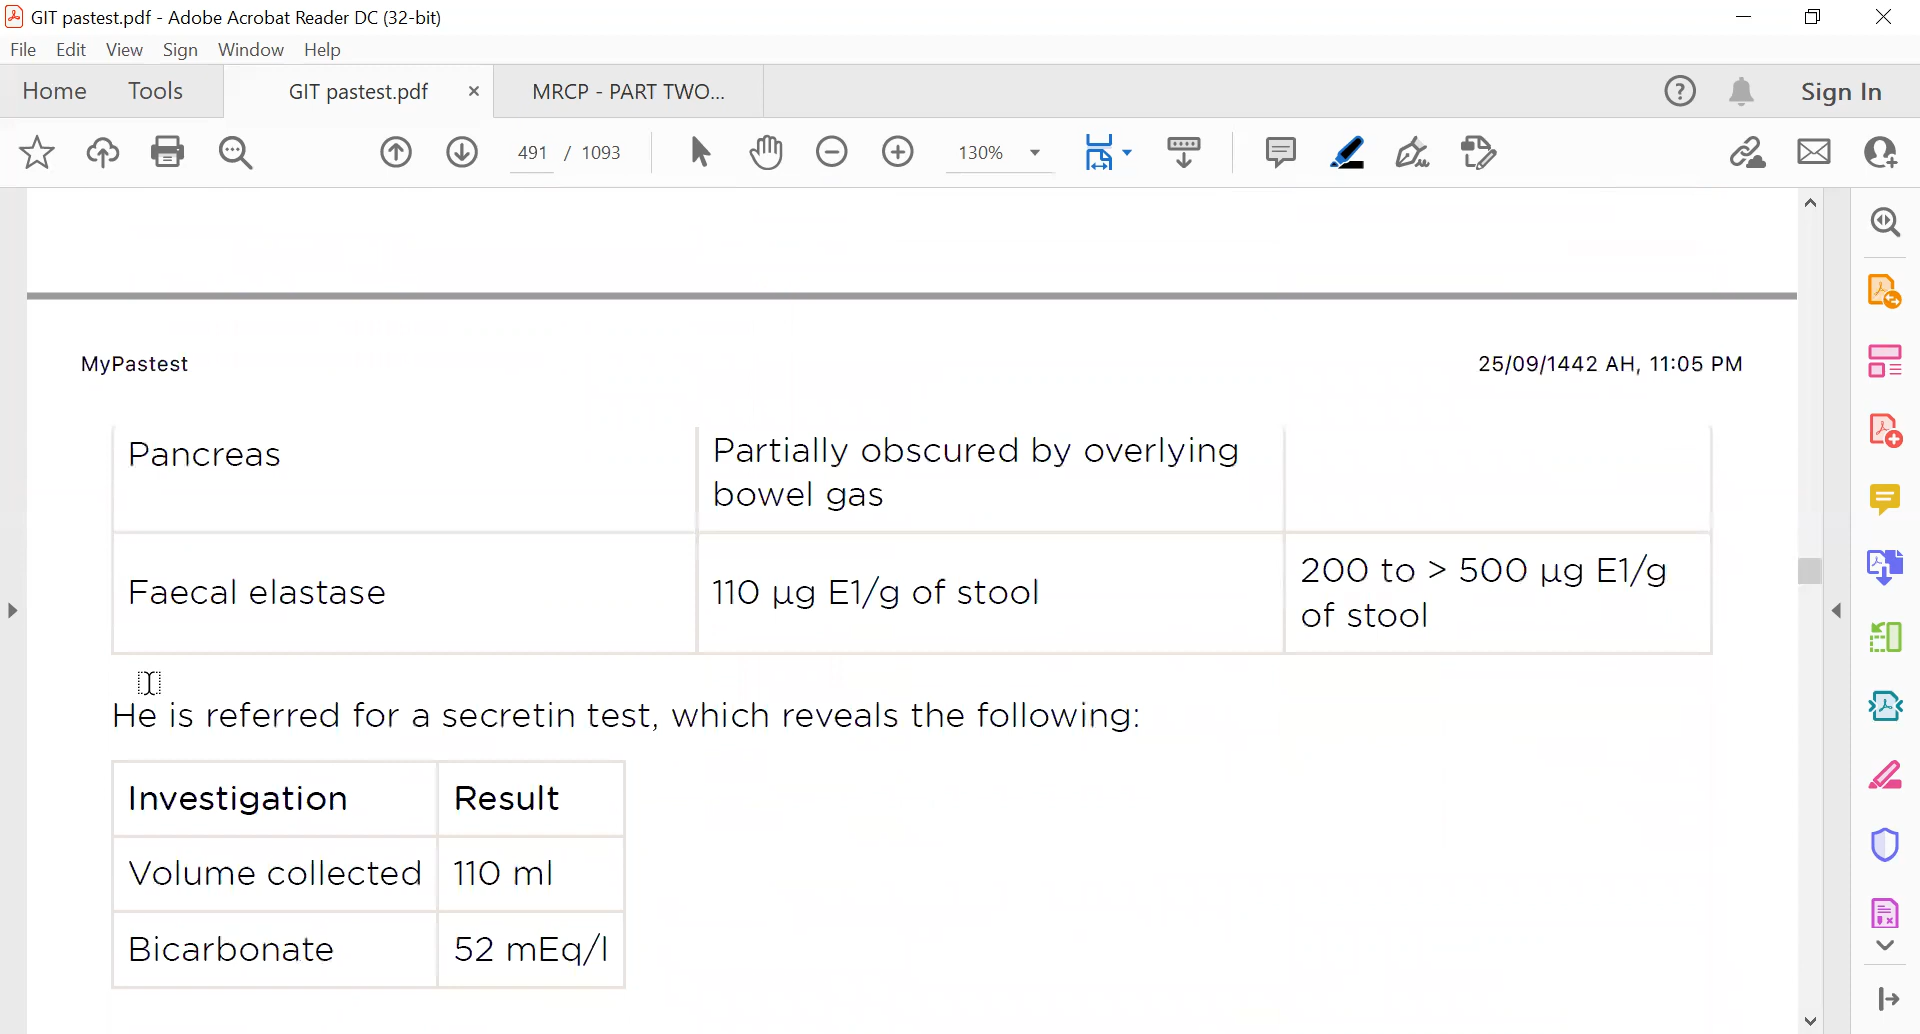 GIT pastest.pdf - Adobe Acrobat Reader DC (32-bit)
File Edit View Sign Window Help
Home Tools GIT pastest.pdf × MRCP - PART TWO... Sign In
491 / 1093 130%
MyPastest 25/09/1442 AH, 11:05 PM
Pancreas Partially obscured by overlying
bowel gas
Faecal elastase 110 µg E1/g of stool 200 to > 500 µg E1/g
of stool
He is referred for a secretin test, which reveals the following:
Investigation Result
Volume collected 110 ml
Bicarbonate 52 mEq/l